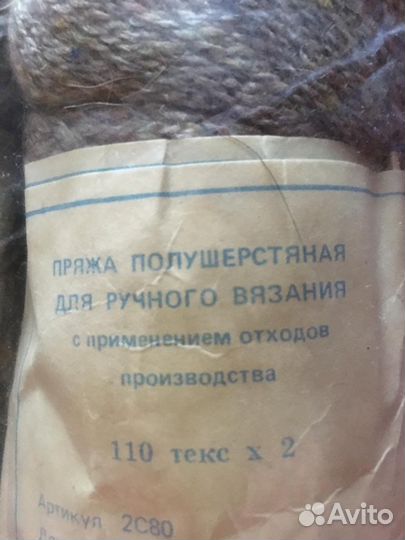 ПРЯЖА ПОЛУШЕРСТЯНАЯ
ДЛЯ РУЧНОГО ВЯЗАНИЯ
с применением отходов
производства
110 текс х 2
Артикул 2С80
Avito